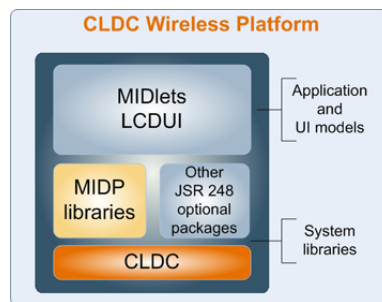 CLDC Wireless Platform
MIDlets
LCDUI
Application
and
UI models
MIDP
libraries
Other
JSR 248
optional
packages
System
libraries
CLDC